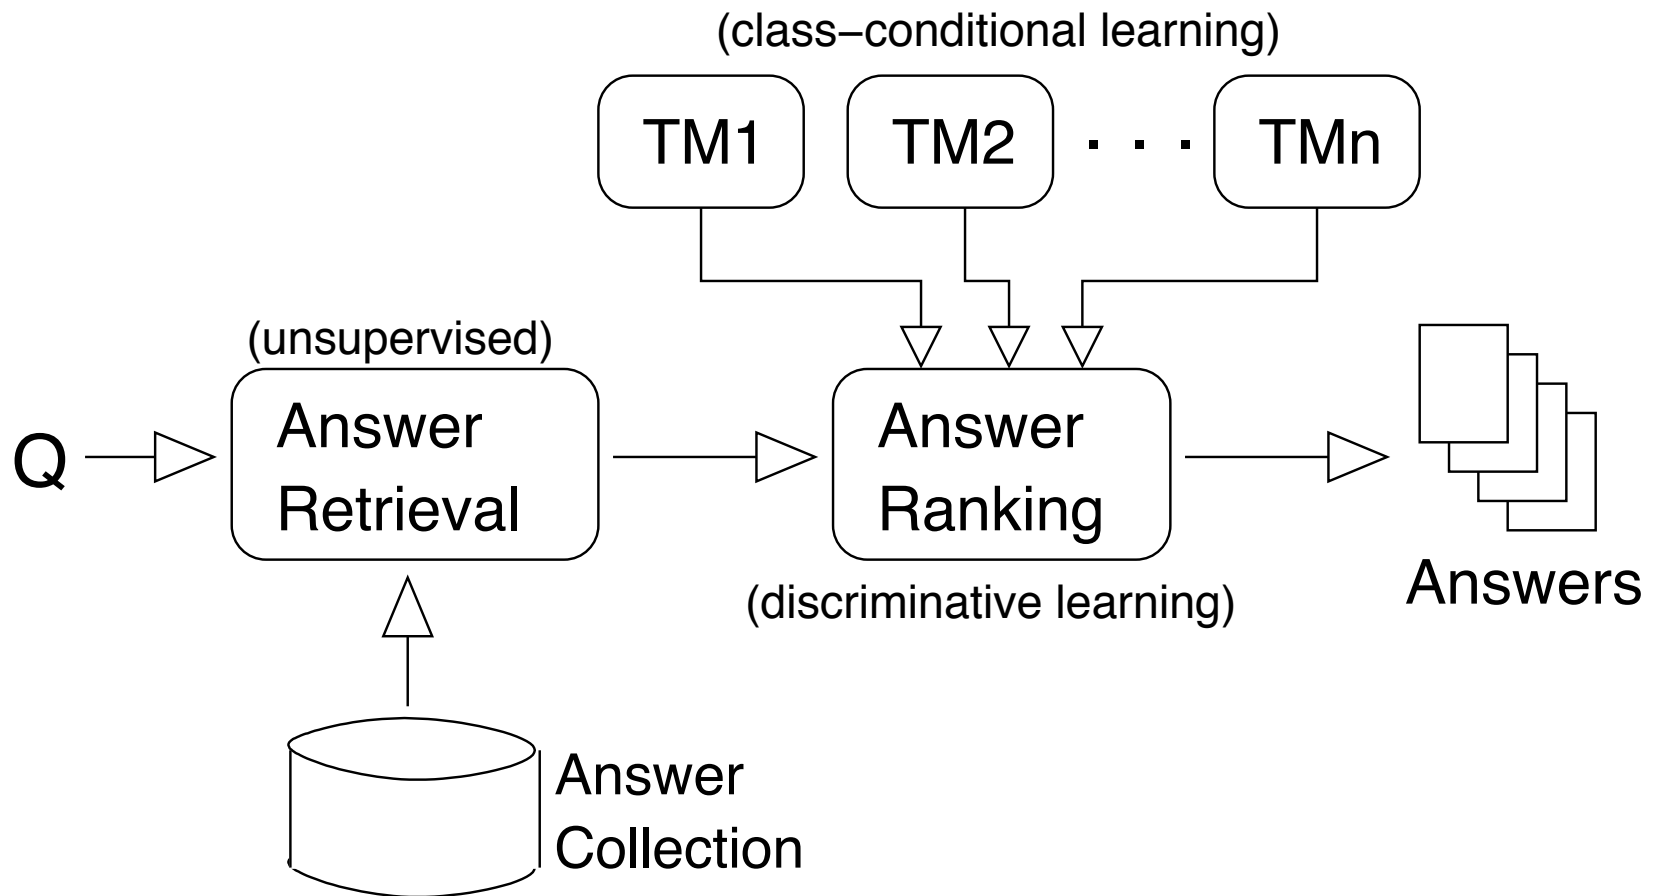 (class–conditional learning)
TM1 TM2 . . . TMn
(unsupervised)
Q
Answer
Retrieval
Answer
Ranking
(discriminative learning)
Answers
Answer
Collection